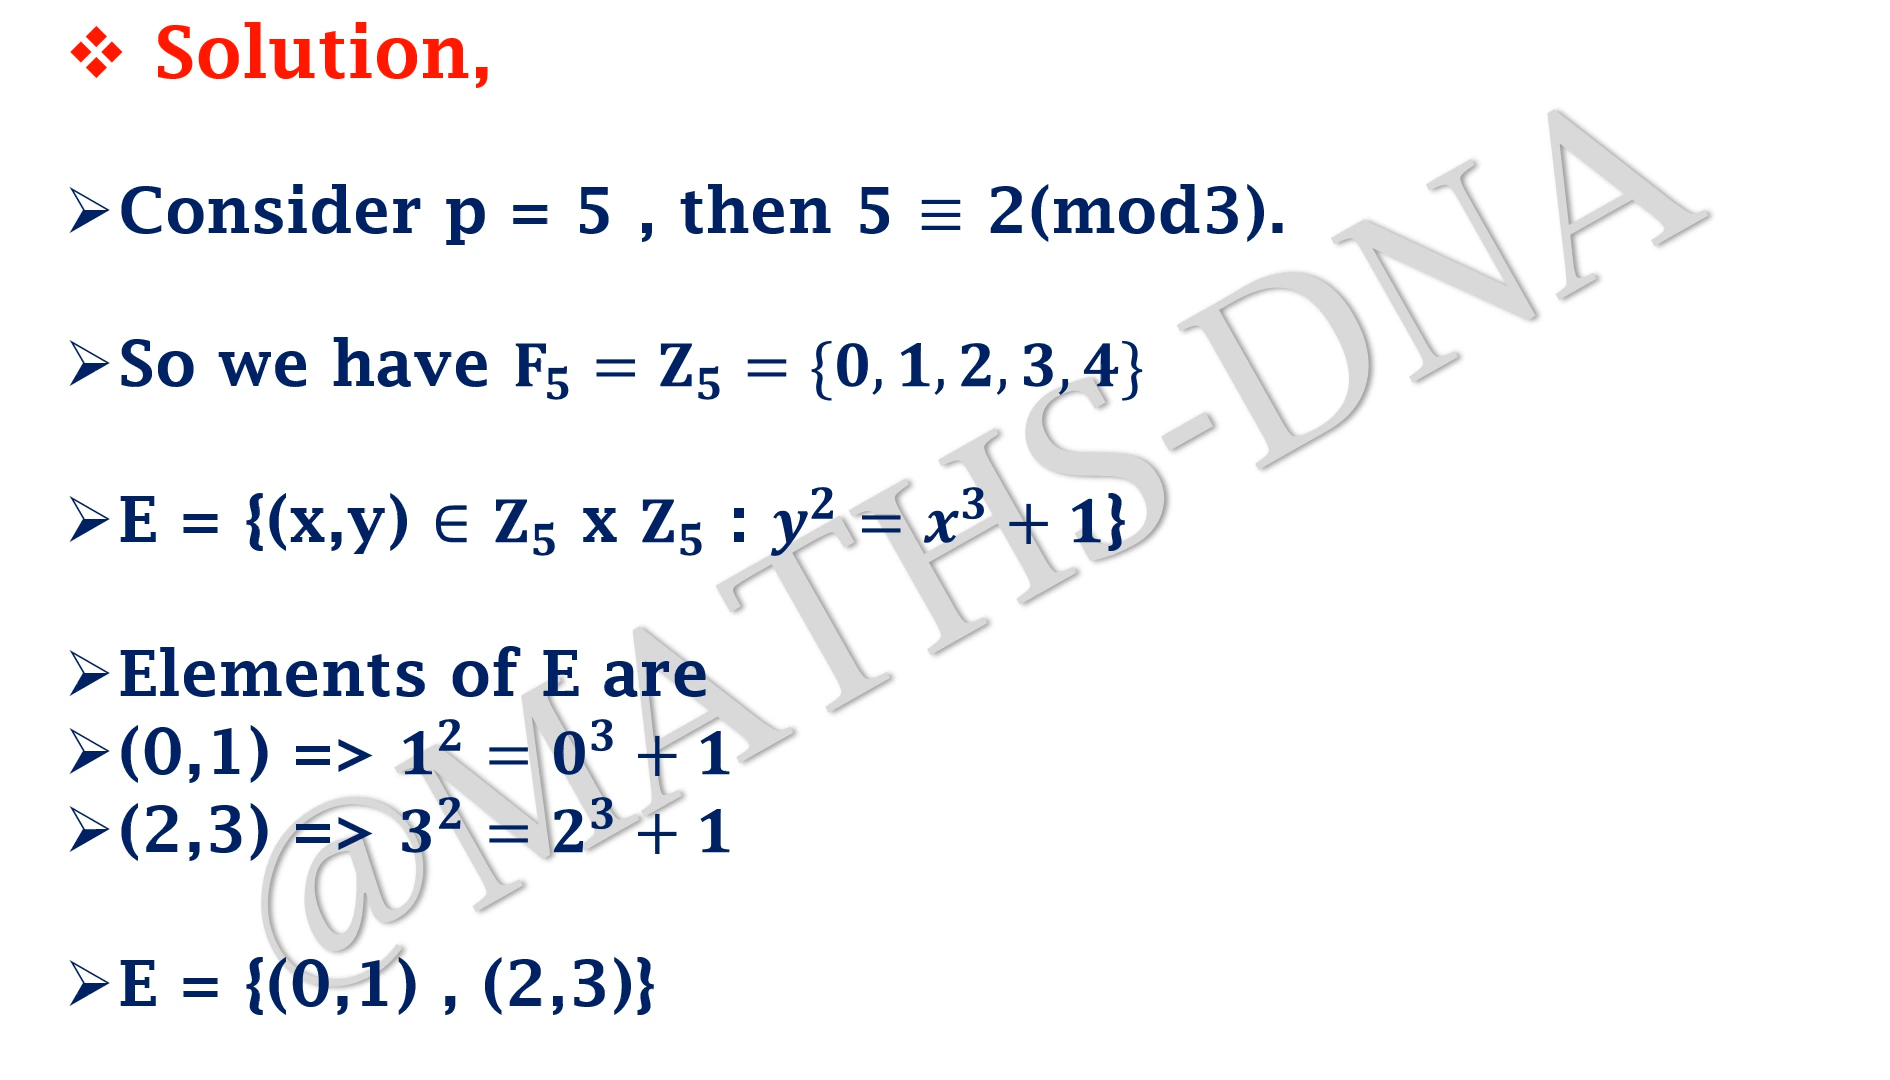 ❖ Solution,
➢Consider p = 5 , then 5 ≡ 2(mod3).
➢So we have F₅ = Z₅ = {0, 1, 2, 3, 4}
➢E = {(x,y) ∈ Z₅ x Z₅ : y² = x³ + 1}
➢Elements of E are
➢(0,1) => 1² = 0³ + 1
➢(2,3) => 3² = 2³ + 1
➢E = {(0,1) , (2,3)}
@MATHS-DNA